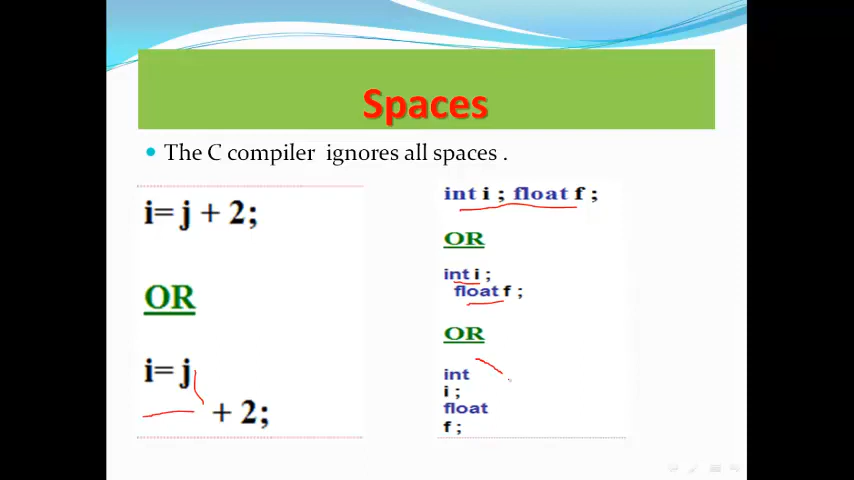 Spaces
• The C compiler ignores all spaces .
i= j + 2;
OR
i= j
+ 2;
int i ; float f ;
OR
int i ;
float f ;
OR
int
i ;
float
f ;